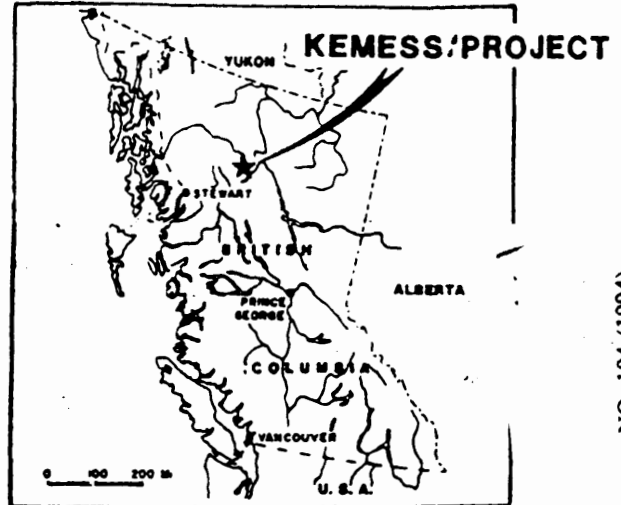 KEMESS PROJECT
YUKON
STEWART
BRITISH
ALBERTA
PRINCE
GEORGE
COLUMBIA
VANCOUVER
0 100 200
U.S.A.